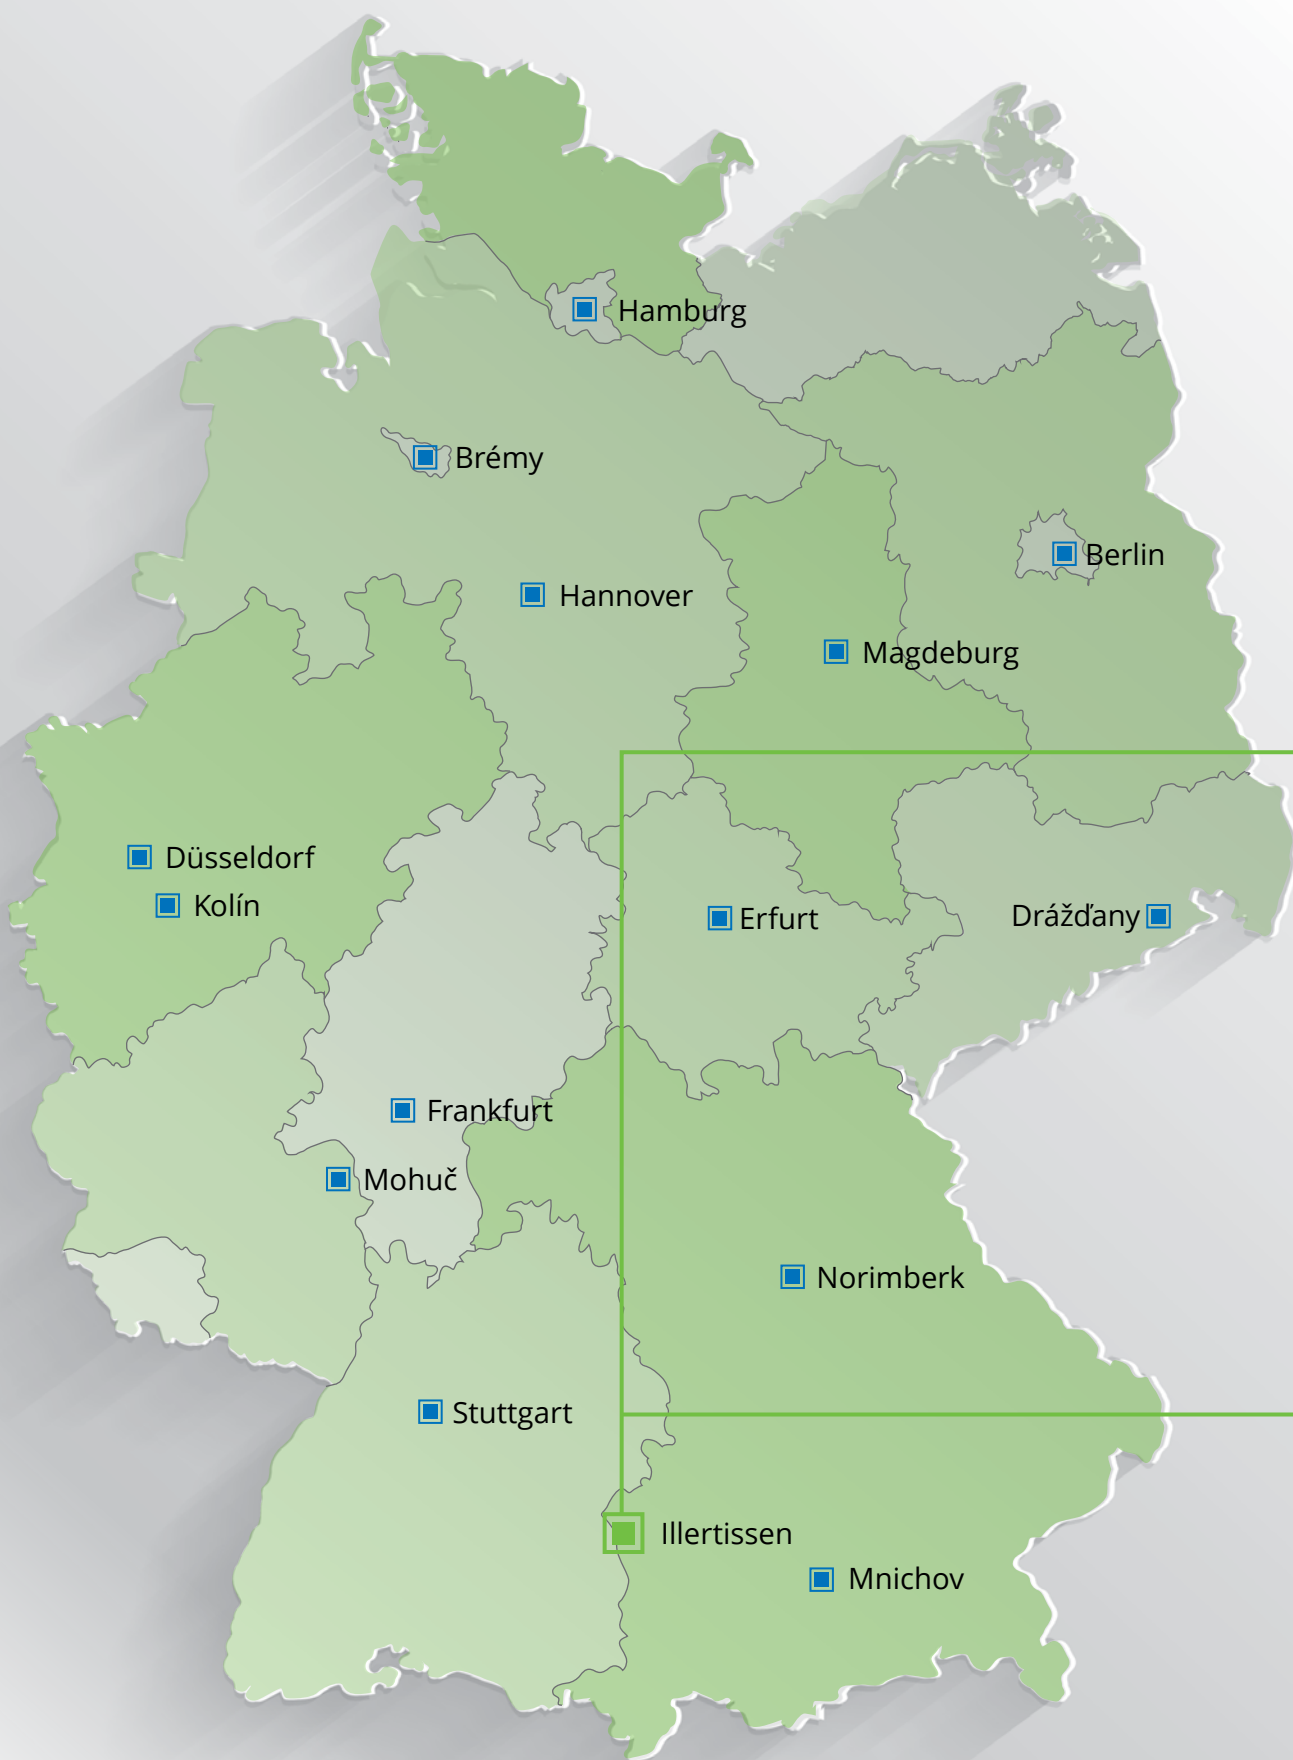 Hamburg
Brémy
Berlin
Hannover
Magdeburg
Düsseldorf
Kolín
Erfurt
Drážďany
Frankfurt
Mohuč
Norimberk
Stuttgart
Illertissen
Mnichov